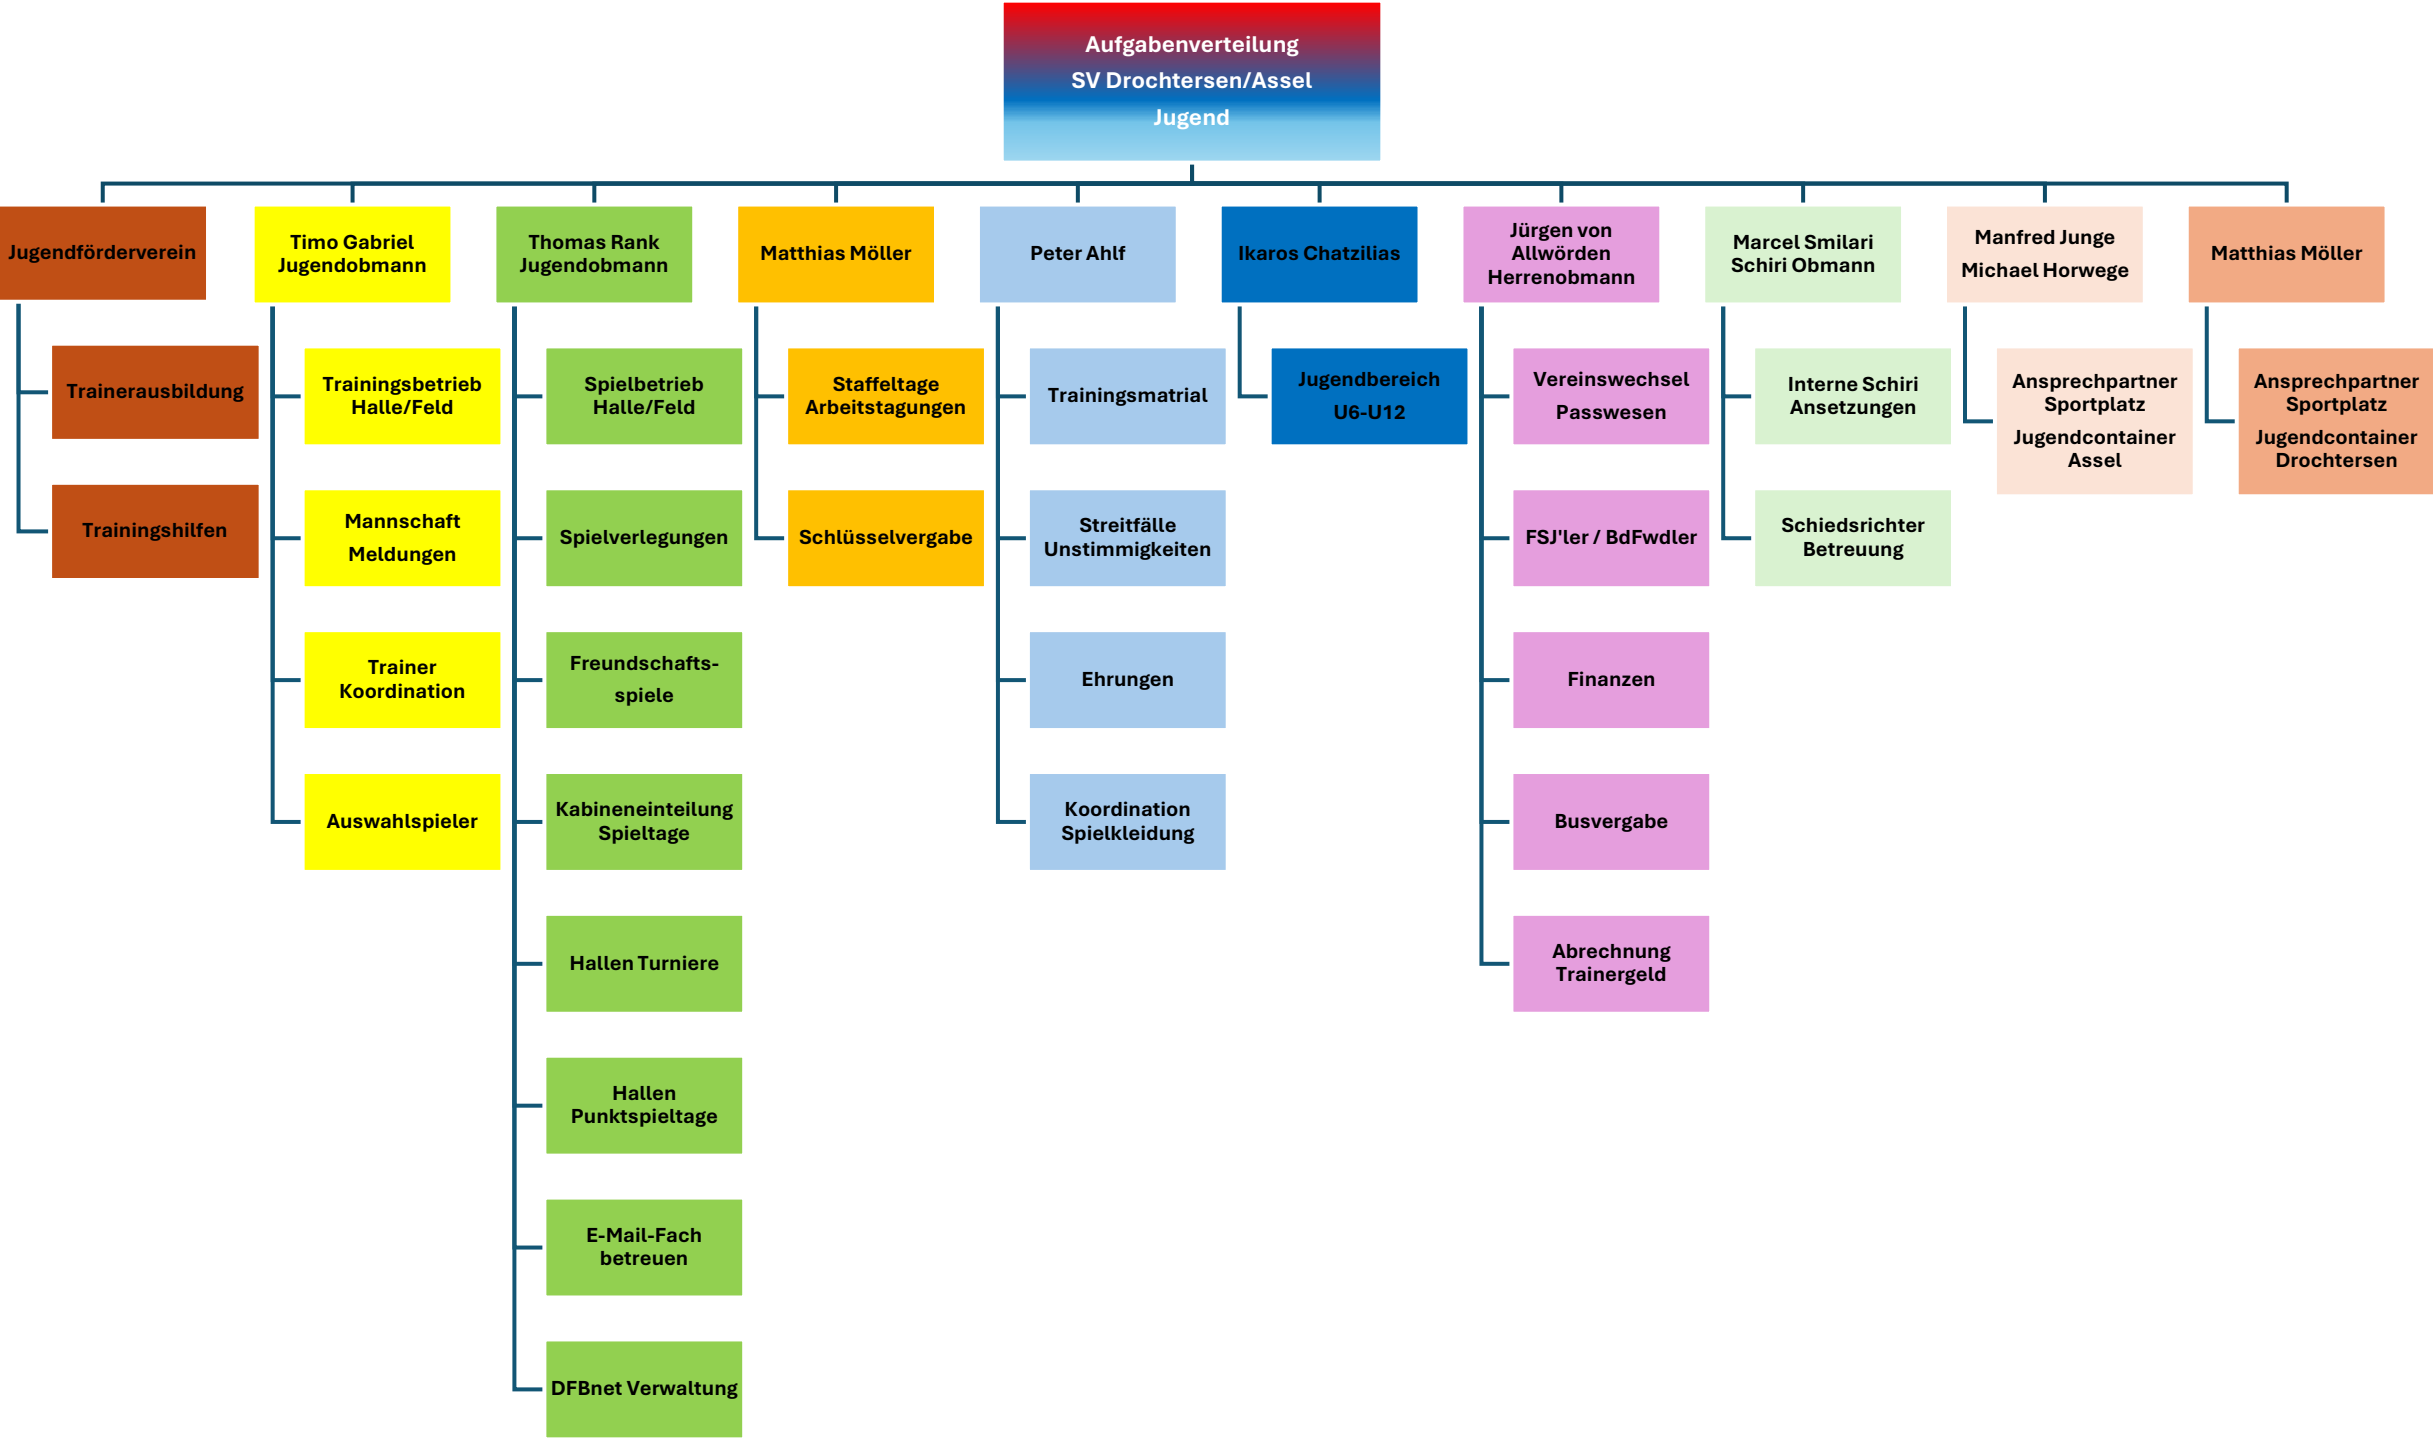 Aufgabenverteilung
SV Drochtersen/Assel
Jugend
Jugendförderverein
Trainerausbildung
Trainingshilfen
Timo Gabriel
Jugendobmann
Trainingsbetrieb
Halle/Feld
Mannschaft
Meldungen
Trainer
Koordination
Auswahlspieler
Thomas Rank
Jugendobmann
Spielbetrieb
Halle/Feld
Spielverlegungen
Freundschafts-
spiele
Kabineneinteilung
Spieltage
Hallen Turniere
Hallen
Punktspieltage
E-Mail-Fach
betreuen
DFBnet Verwaltung
Matthias Möller
Staffeltage
Arbeitstagungen
Schlüsselvergabe
Peter Ahlf
Trainingsmatrial
Streitfälle
Unstimmigkeiten
Ehrungen
Koordination
Spielkleidung
Ikaros Chatzilias
Jugendbereich
U6-U12
Jürgen von
Allwörden
Herrenobmann
Vereinswechsel
Passwesen
FSJ'ler / BdFwdler
Finanzen
Busvergabe
Abrechnung
Trainergeld
Marcel Smilari
Schiri Obmann
Interne Schiri
Ansetzungen
Schiedsrichter
Betreuung
Manfred Junge
Michael Horwege
Ansprechpartner
Sportplatz
Jugendcontainer
Assel
Matthias Möller
Ansprechpartner
Sportplatz
Jugendcontainer
Drochtersen